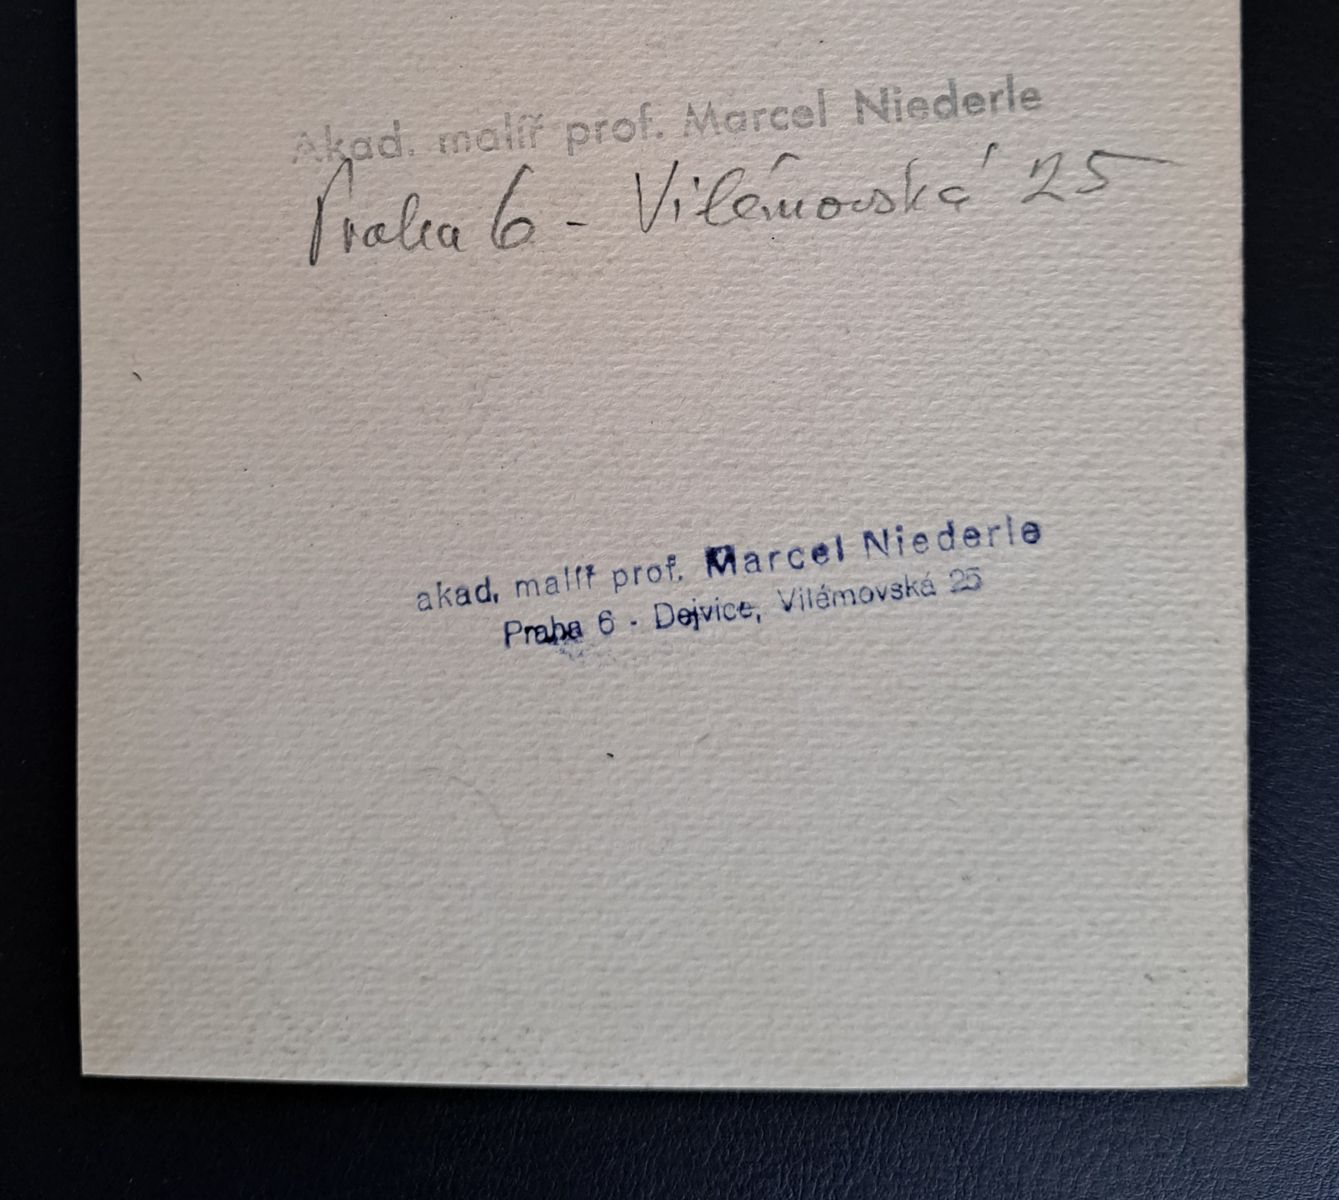 Akad. malíř prof. Marcel Niederle
Praha 6 - Vilémovská 25
akad. malíř prof. Marcel Niederle
Praha 6 - Dejvice, Vilémovská 25